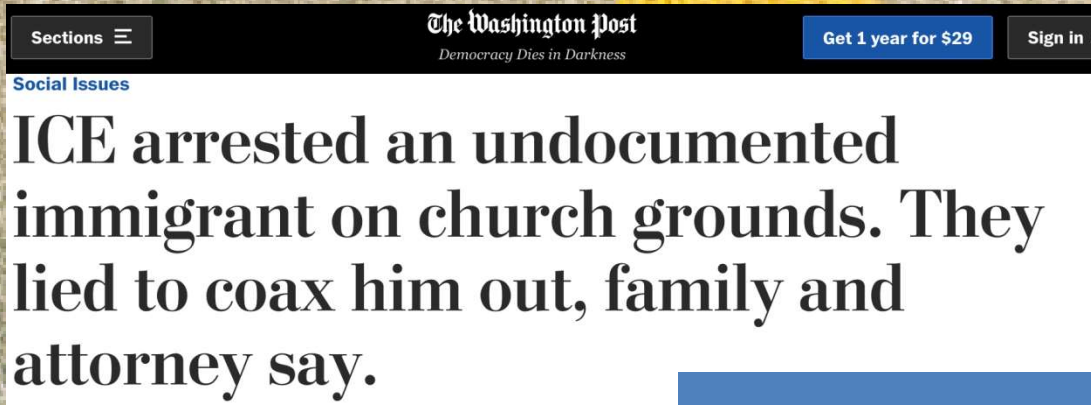 Sections
The Washington Post
Democracy Dies in Darkness
Get 1 year for $29
Sign in
Social Issues
ICE arrested an undocumented
immigrant on church grounds. They
lied to coax him out, family and
attorney say.